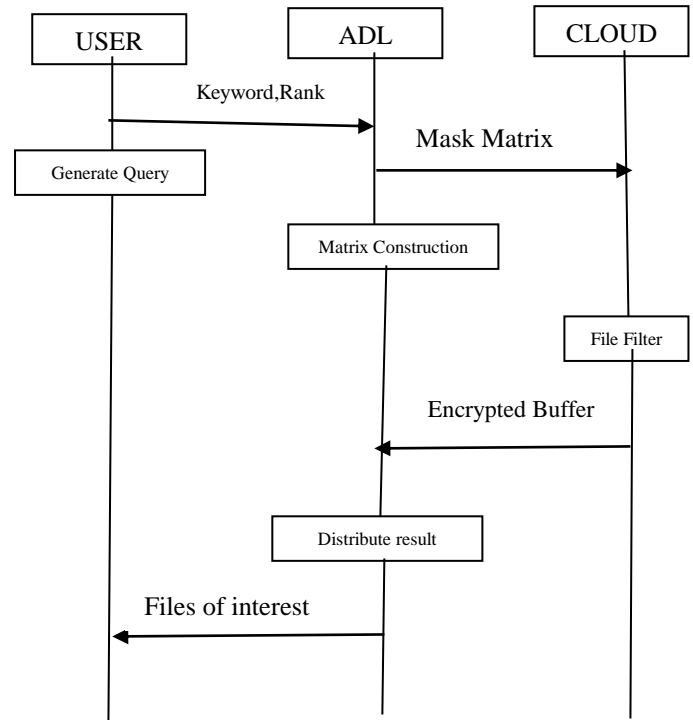 USER
ADL
CLOUD
Keyword,Rank
Mask Matrix
Generate Query
Matrix Construction
File Filter
Encrypted Buffer
Distribute result
Files of interest